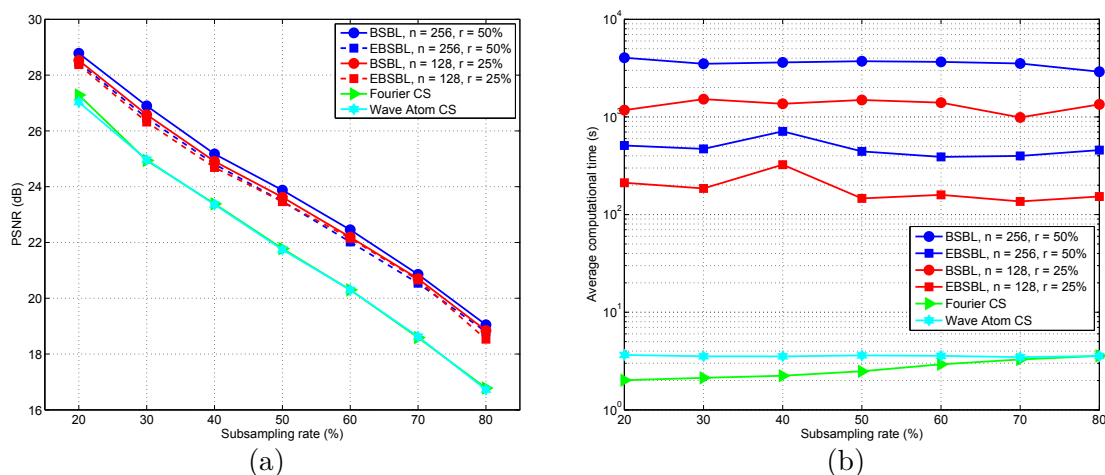 30
28
26
24
22
20
18
16
PSNR (dB)
20 30 40 50 60 70 80
Subsampling rate (%)
BSBL, n = 256, r = 50%
EBSBL, n = 256, r = 50%
BSBL, n = 128, r = 25%
EBSBL, n = 128, r = 25%
Fourier CS
Wave Atom CS
(a)
10^4
10^3
10^2
10^1
10^0
Average computational time (s)
20 30 40 50 60 70 80
Subsampling rate (%)
BSBL, n = 256, r = 50%
EBSBL, n = 256, r = 50%
BSBL, n = 128, r = 25%
EBSBL, n = 128, r = 25%
Fourier CS
Wave Atom CS
(b)